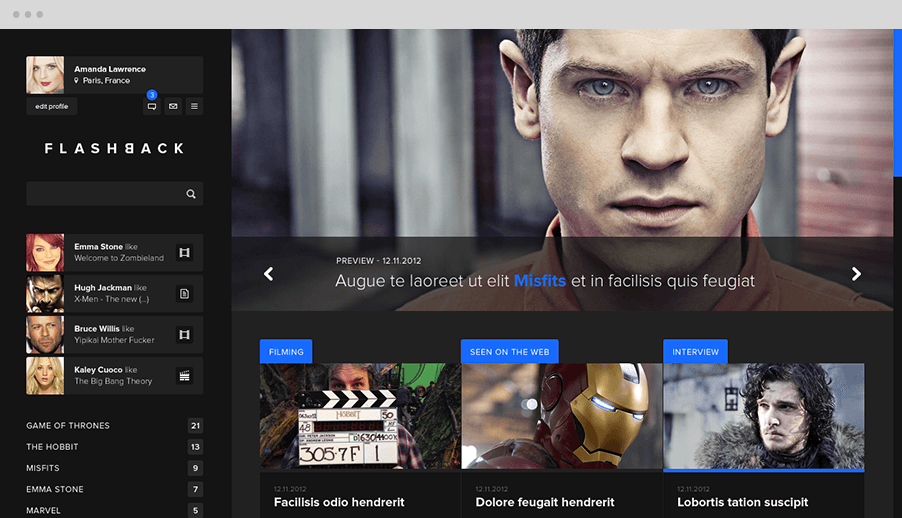 Amanda Lawrence
Paris, France
3
edit profile
FLASHBACK
Emma Stone like
Welcome to Zombieland
Hugh Jackman like
X-Men - The new (...)
Bruce Willis like
Yipikal Mother Fucker
Kaley Cuoco like
The Big Bang Theory
GAME OF THRONES 21
THE HOBBIT 13
MISFITS 9
EMMA STONE 7
MARVEL 5
PREVIEW - 12.11.2012
Augue te laoreet ut elit Misfits et in facilisis quis feugiat
FILMING
HOBBIT
48
50
305·7F 1
12.11.2012
Facilisis odio hendrerit
SEEN ON THE WEB
12.11.2012
Dolore feugait hendrerit
INTERVIEW
12.11.2012
Lobortis tation suscipit